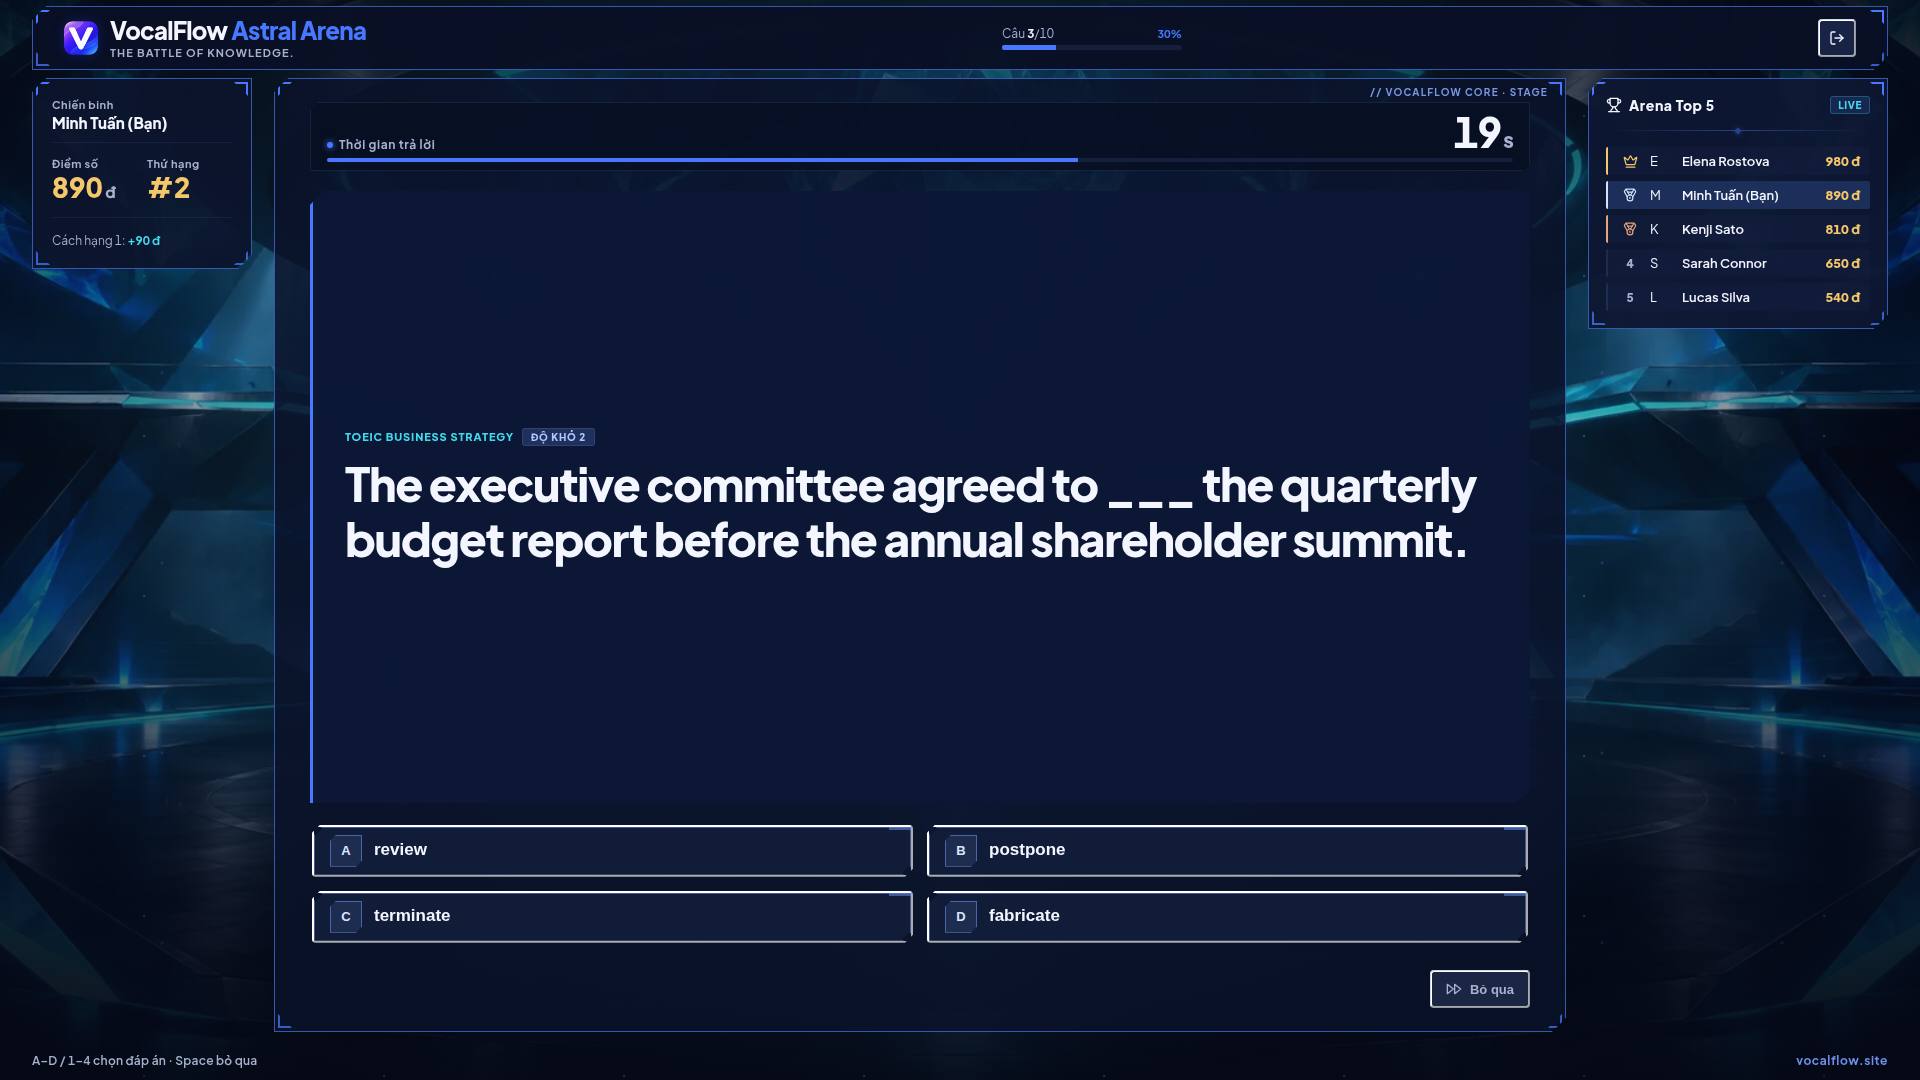 VocalFlow Astral Arena
THE BATTLE OF KNOWLEDGE.
Câu 3/10
30%
Chiến binh
Minh Tuấn (Bạn)
Điểm số
Thứ hạng
890 đ
#2
Cách hạng 1: +90 đ
// VOCALFLOW CORE · STAGE
Thời gian trả lời
19s
TOEIC BUSINESS STRATEGY
ĐỘ KHÓ 2
The executive committee agreed to _ _ _ the quarterly
budget report before the annual shareholder summit.
A review
B postpone
C terminate
D fabricate
Bỏ qua
Arena Top 5
LIVE
E Elena Rostova 980 đ
M Minh Tuấn (Bạn) 890 đ
K Kenji Sato 810 đ
4 S Sarah Connor 650 đ
5 L Lucas Silva 540 đ
A–D / 1–4 chọn đáp án · Space bỏ qua
vocalflow.site